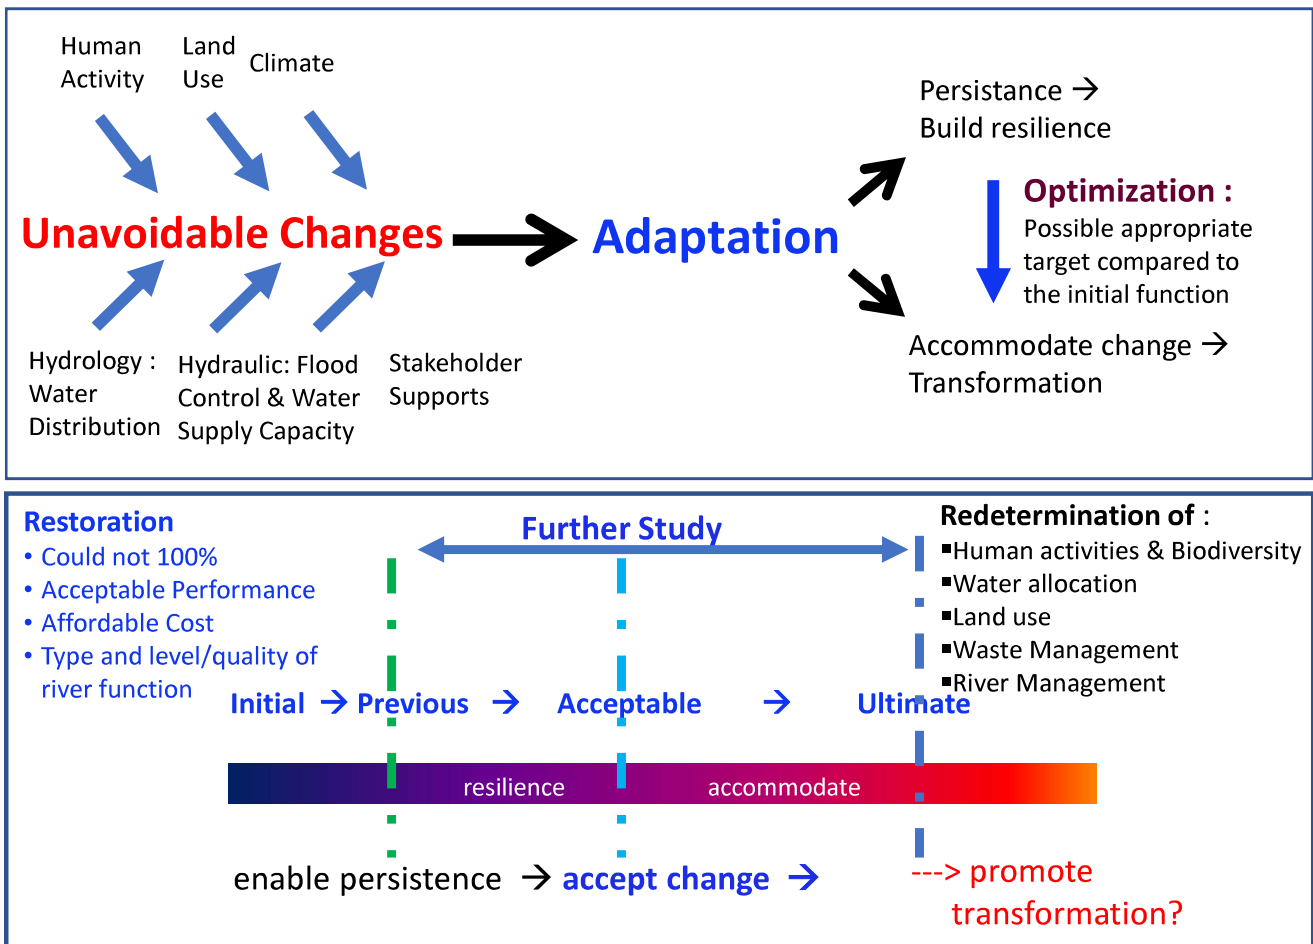 Human
Activity
Land
Use
Climate
Unavoidable Changes
Hydrology :
Water
Distribution
Hydraulic: Flood
Control & Water
Supply Capacity
Stakeholder
Supports
Adaptation
Persistance →
Build resilience
Optimization :
Possible appropriate
target compared to
the initial function
Accommodate change →
Transformation
Restoration
• Could not 100%
• Acceptable Performance
• Affordable Cost
• Type and level/quality of
river function
Further Study
Redetermination of :
▪Human activities & Biodiversity
▪Water allocation
▪Land use
▪Waste Management
▪River Management
Initial → Previous → Acceptable → Ultimate
resilience
accommodate
enable persistence → accept change →
---> promote
transformation?